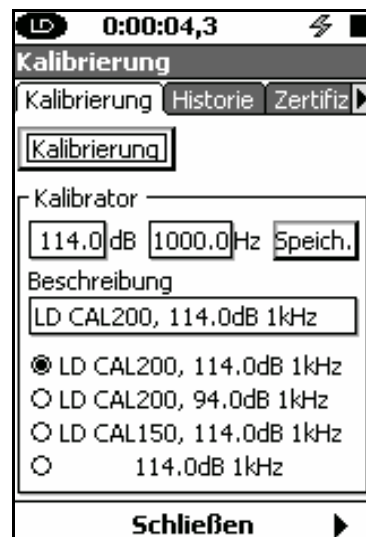 LD 0:00:04,3
Kalibrierung
Kalibrierung Historie Zertifiz
Kalibrierung
Kalibrator
114.0 dB 1000.0 Hz Speich.
Beschreibung
LD CAL200, 114.0dB 1kHz
LD CAL200, 114.0dB 1kHz
LD CAL200, 94.0dB 1kHz
LD CAL150, 114.0dB 1kHz
114.0dB 1kHz
Schließen